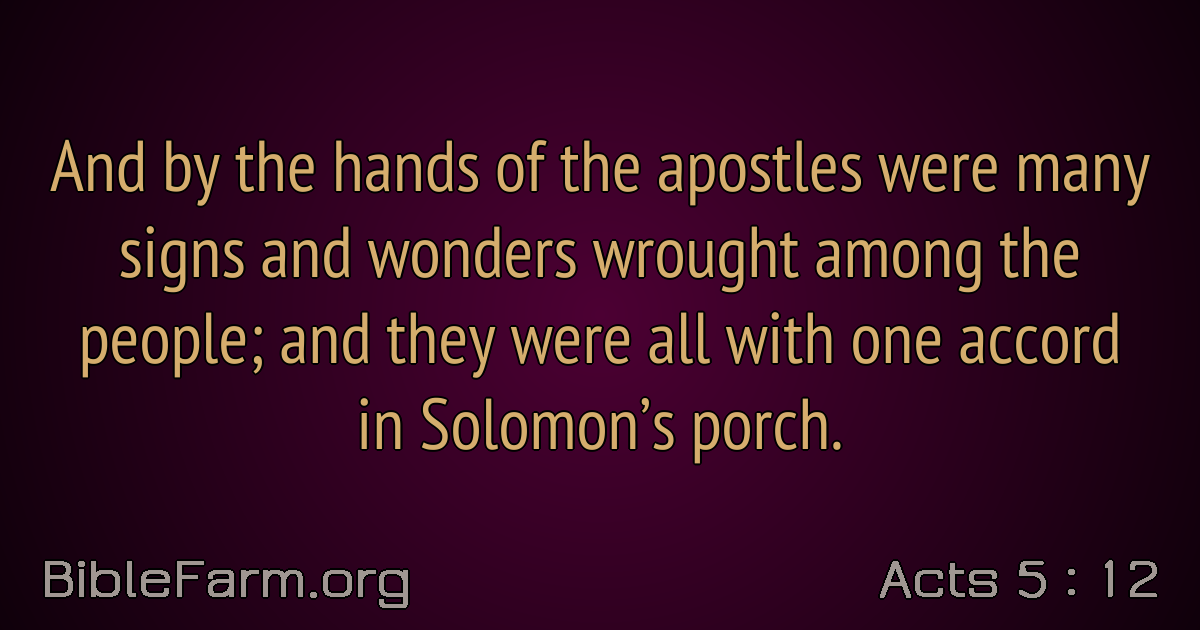 And by the hands of the apostles were many
signs and wonders wrought among the
people; and they were all with one accord
in Solomon’s porch.
BibleFarm.org
Acts 5 : 12